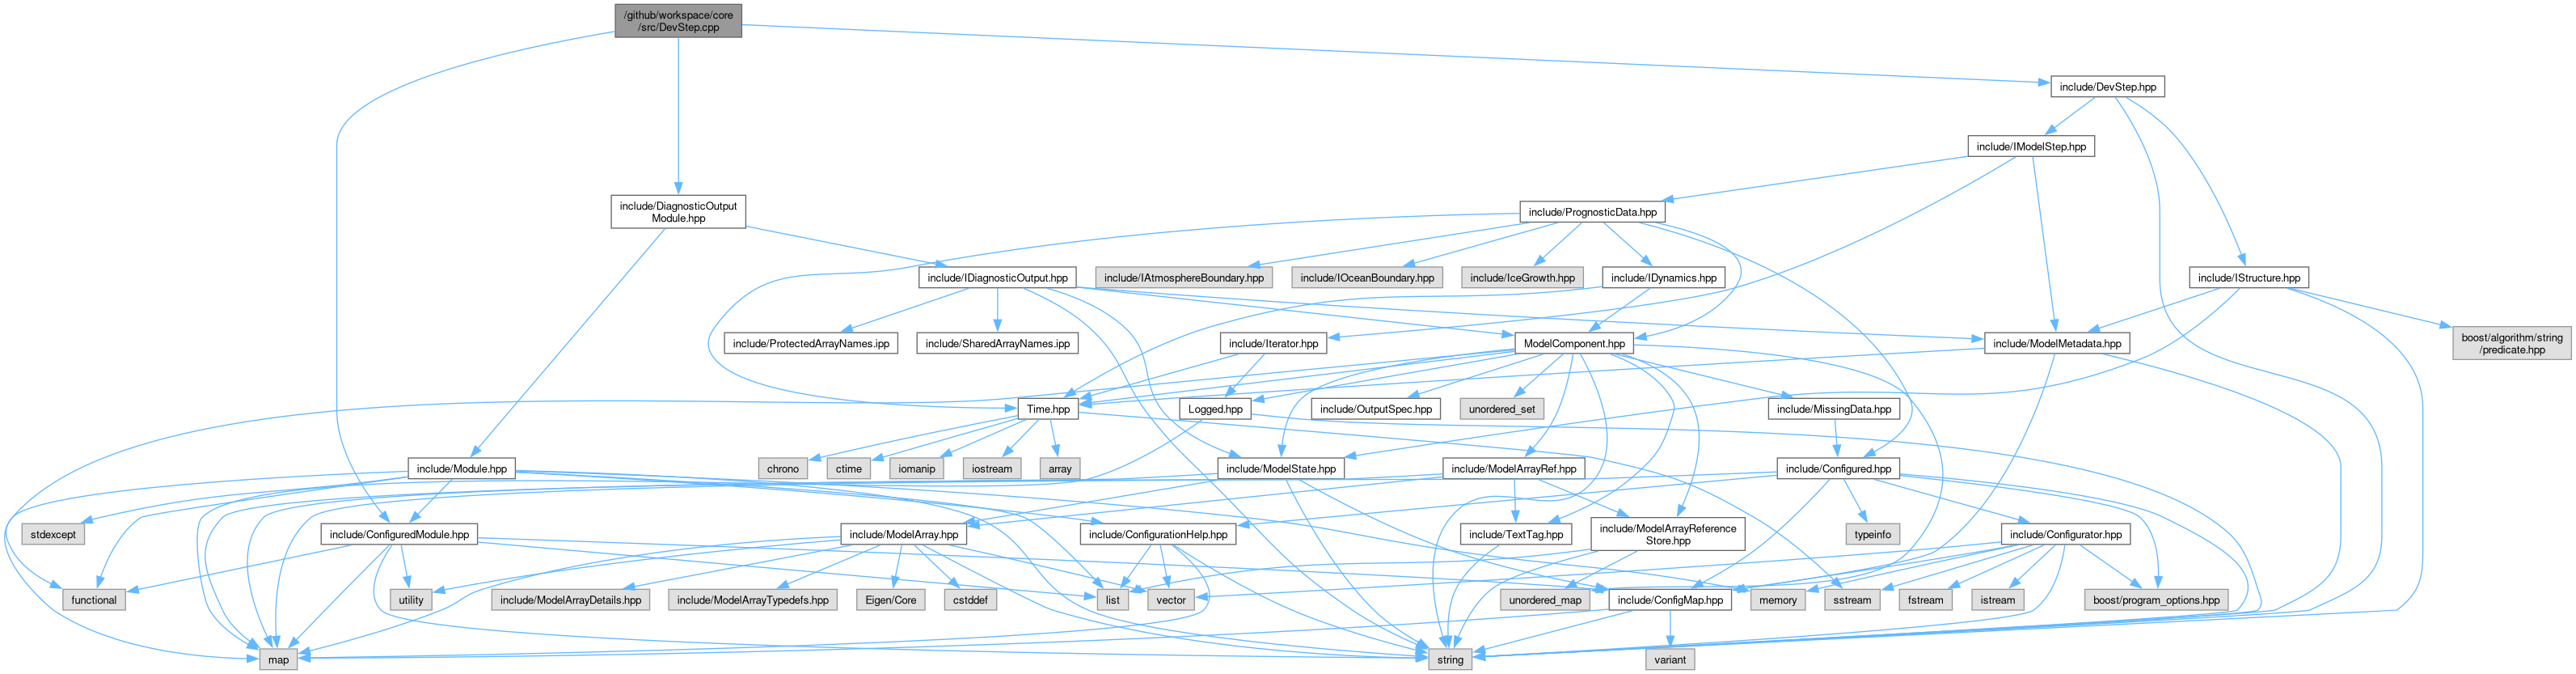 /github/workspace/core
/src/DevStep.cpp
include/DevStep.hpp
include/IModelStep.hpp
include/DiagnosticOutput
Module.hpp
include/PrognosticData.hpp
include/IDiagnosticOutput.hpp
include/IAtmosphereBoundary.hpp
include/IOceanBoundary.hpp
include/IceGrowth.hpp
include/IDynamics.hpp
include/IStructure.hpp
include/ProtectedArrayNames.ipp
include/SharedArrayNames.ipp
include/Iterator.hpp
ModelComponent.hpp
include/ModelMetadata.hpp
boost/algorithm/string
/predicate.hpp
Time.hpp
Logged.hpp
include/OutputSpec.hpp
unordered_set
include/MissingData.hpp
include/Module.hpp
chrono
ctime
iomanip
iostream
array
include/ModelState.hpp
include/ModelArrayRef.hpp
include/Configured.hpp
stdexcept
include/ConfiguredModule.hpp
include/ModelArray.hpp
include/ConfigurationHelp.hpp
include/TextTag.hpp
include/ModelArrayReference
Store.hpp
typeinfo
include/Configurator.hpp
functional
utility
include/ModelArrayDetails.hpp
include/ModelArrayTypedefs.hpp
Eigen/Core
cstddef
list
vector
unordered_map
include/ConfigMap.hpp
memory
sstream
fstream
istream
boost/program_options.hpp
map
string
variant